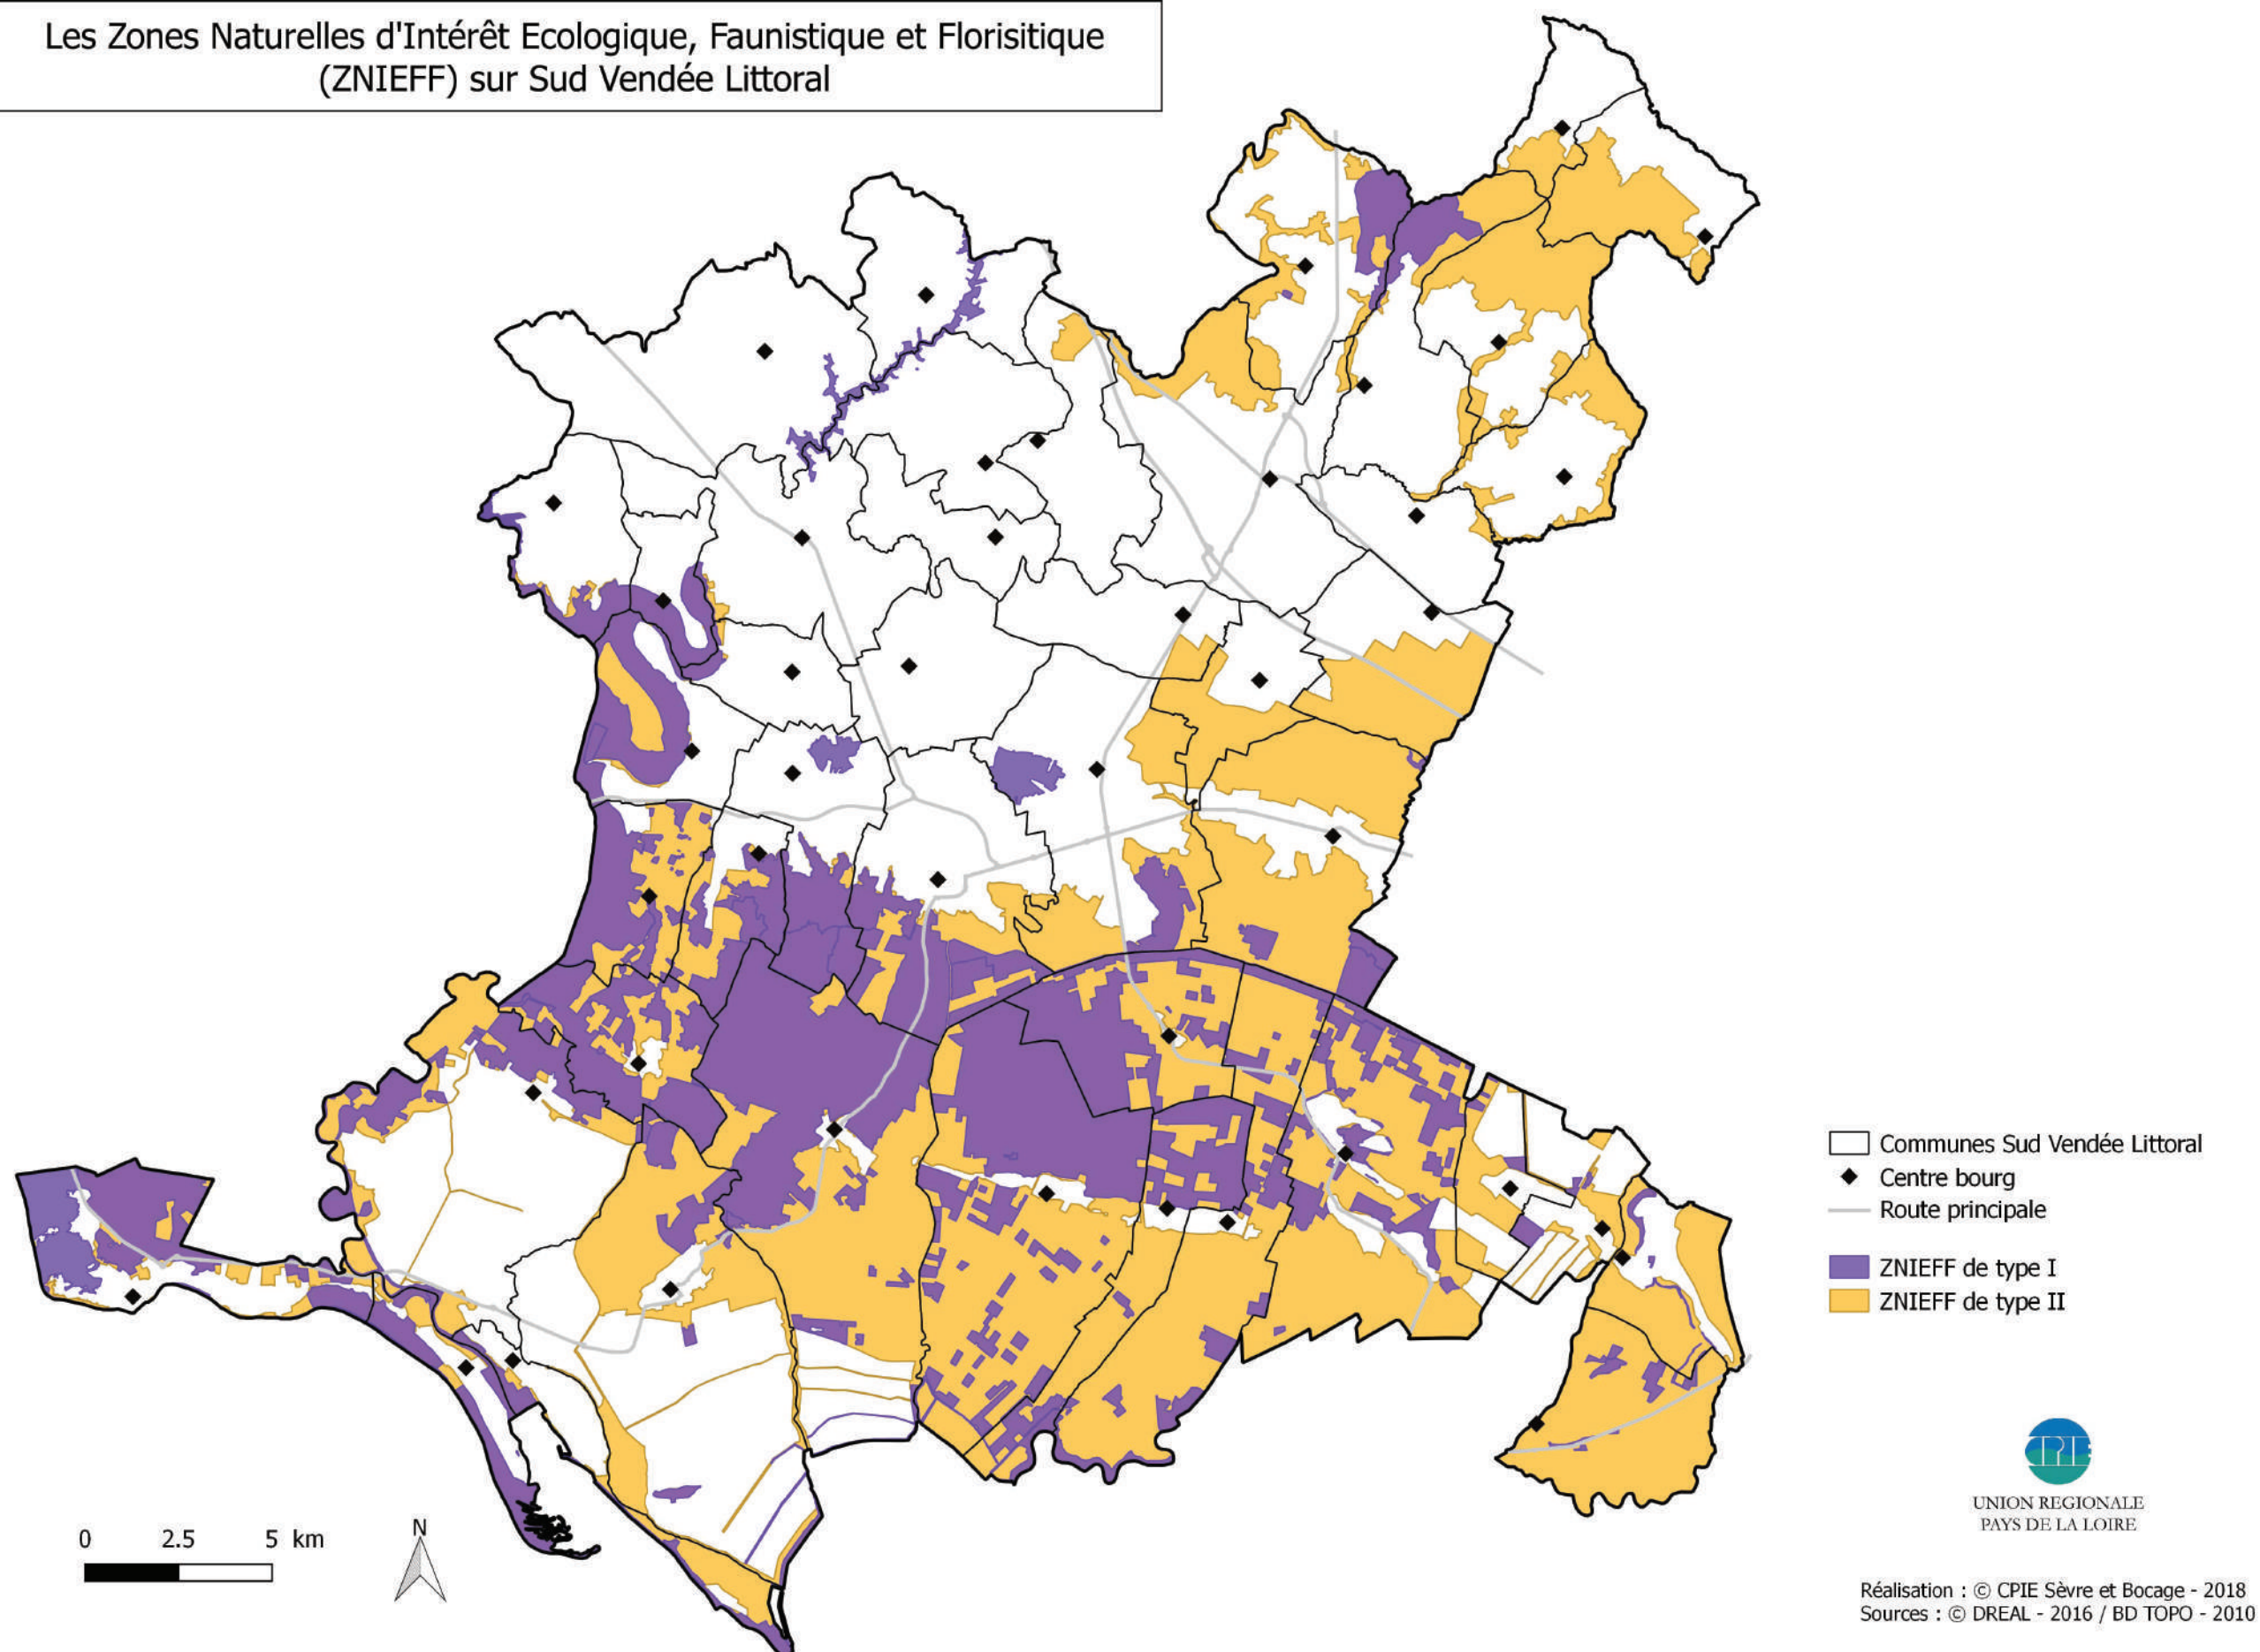 Les Zones Naturelles d'Intérêt Ecologique, Faunistique et Florisitique
(ZNIEFF) sur Sud Vendée Littoral
Communes Sud Vendée Littoral
Centre bourg
Route principale
ZNIEFF de type I
ZNIEFF de type II
0 2.5 5 km
N
CPIE
UNION REGIONALE
PAYS DE LA LOIRE
Réalisation : © CPIE Sèvre et Bocage - 2018
Sources : © DREAL - 2016 / BD TOPO - 2010